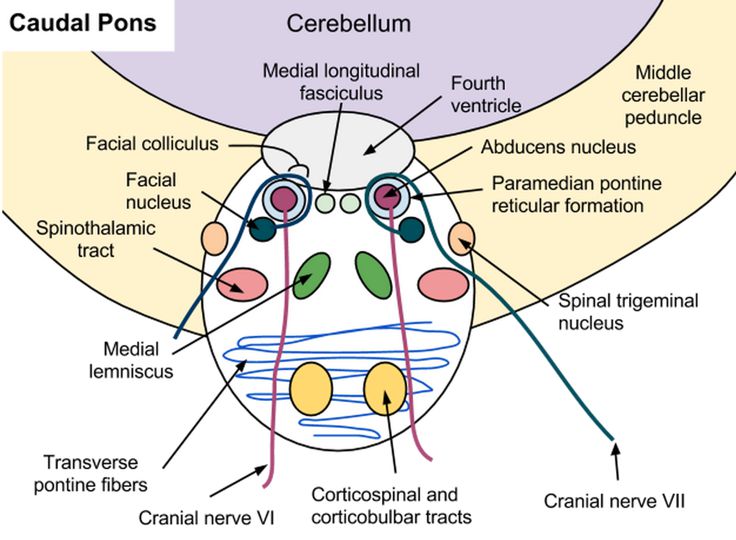 Caudal Pons
Cerebellum
Medial longitudinal
fasciculus
Fourth
ventricle
Middle
cerebellar
peduncle
Facial colliculus
Abducens nucleus
Facial
nucleus
Paramedian pontine
reticular formation
Spinothalamic
tract
Spinal trigeminal
nucleus
Medial
lemniscus
Transverse
pontine fibers
Cranial nerve VI
Corticospinal and
corticobulbar tracts
Cranial nerve VII